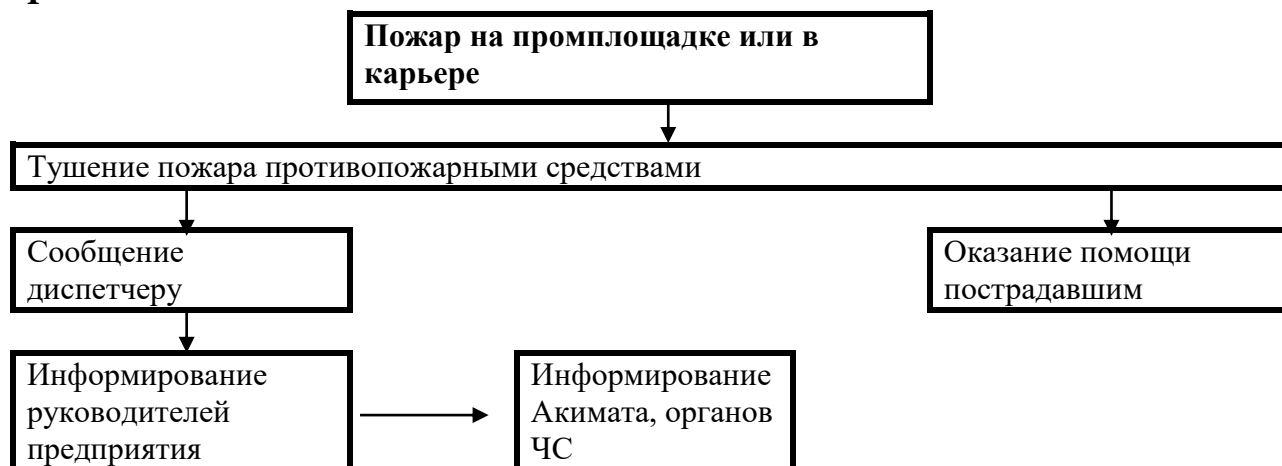 Пожар на промплощадке или в
карьере
Тушение пожара противопожарными средствами
Сообщение
диспетчеру
Оказание помощи
пострадавшим
Информирование
руководителей
предприятия
Информирование
Акимата, органов
ЧС